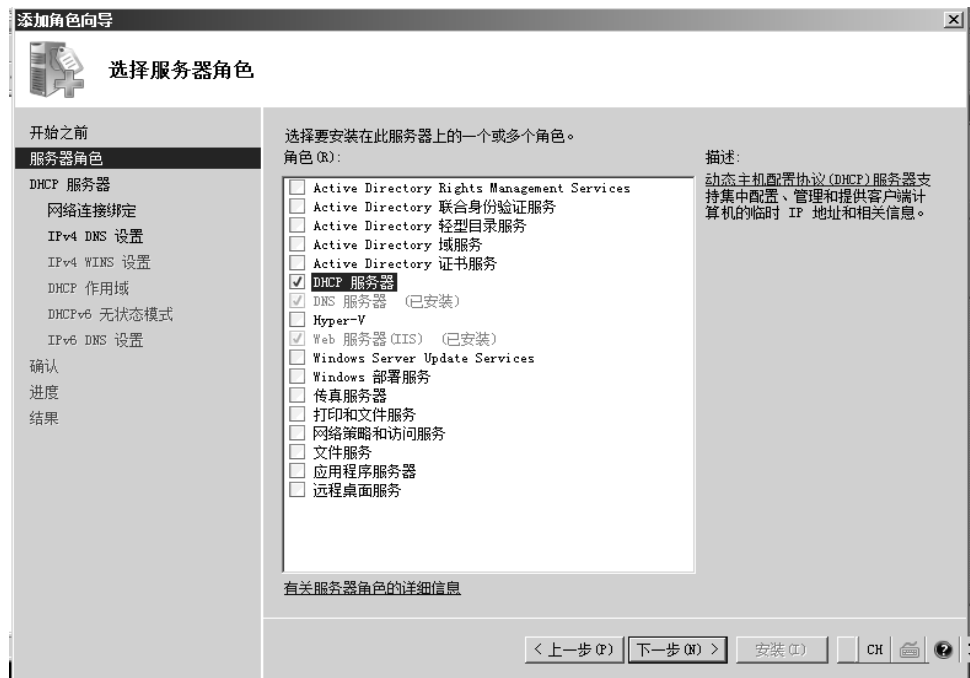 添加角色向导
选择服务器角色
开始之前
服务器角色
DHCP 服务器
网络连接绑定
IPv4 DNS 设置
IPv4 WINS 设置
DHCP 作用域
DHCPv6 无状态模式
IPv6 DNS 设置
确认
进度
结果
选择要安装在此服务器上的一个或多个角色。
角色(R):
Active Directory Rights Management Services
Active Directory 联合身份验证服务
Active Directory 轻型目录服务
Active Directory 域服务
Active Directory 证书服务
DHCP 服务器
DNS 服务器 (已安装)
Hyper-V
Web 服务器(IIS) (已安装)
Windows Server Update Services
Windows 部署服务
传真服务器
打印和文件服务
网络策略和访问服务
文件服务
应用程序服务器
远程桌面服务
有关服务器角色的详细信息
描述:
动态主机配置协议(DHCP)服务器支
持集中配置、管理和提供客户端计
算机的临时 IP 地址和相关信息。
< 上一步(P)
下一步(N) >
安装(I)
CH